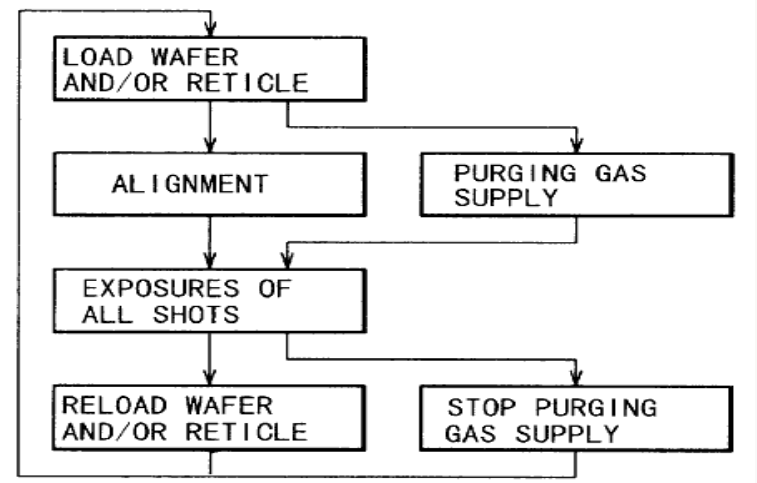 LOAD WAFER
AND/OR RETICLE
ALIGNMENT
PURGING GAS
SUPPLY
EXPOSURES OF
ALL SHOTS
RELOAD WAFER
AND/OR RETICLE
STOP PURGING
GAS SUPPLY